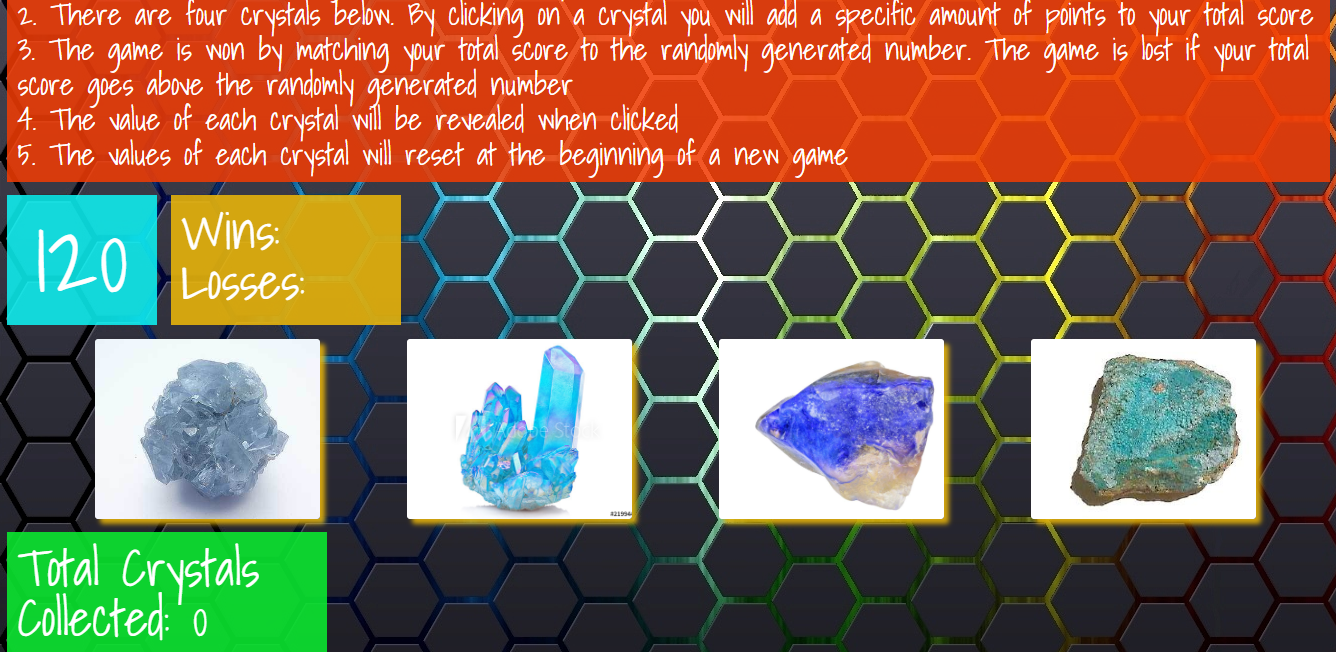 2. There are four crystals below. By clicking on a crystal you will add a specific amount of points to your total score
3. The game is won by matching your total score to the randomly generated number. The game is lost if your total
score goes above the randomly generated number
4. The value of each crystal will be revealed when clicked
5. The values of each crystal will reset at the beginning of a new game
120
Wins:
Losses:
Total Crystals
Collected: 0